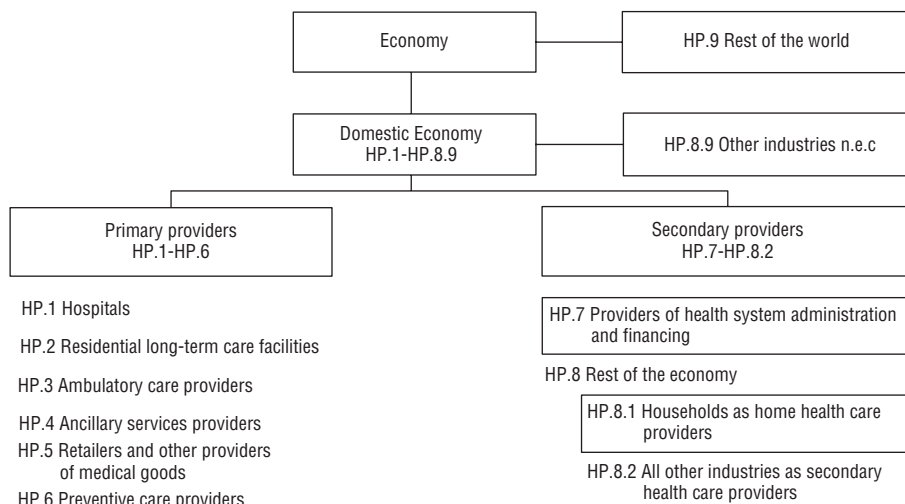 Economy
HP.9 Rest of the world
Domestic Economy
HP.1-HP.8.9
HP.8.9 Other industries n.e.c
Primary providers
HP.1-HP.6
Secondary providers
HP.7-HP.8.2
HP.1 Hospitals
HP.2 Residential long-term care facilities
HP.3 Ambulatory care providers
HP.4 Ancillary services providers
HP.5 Retailers and other providers
of medical goods
HP.6 Preventive care providers
HP.7 Providers of health system administration
and financing
HP.8 Rest of the economy
HP.8.1 Households as home health care
providers
HP.8.2 All other industries as secondary
health care providers